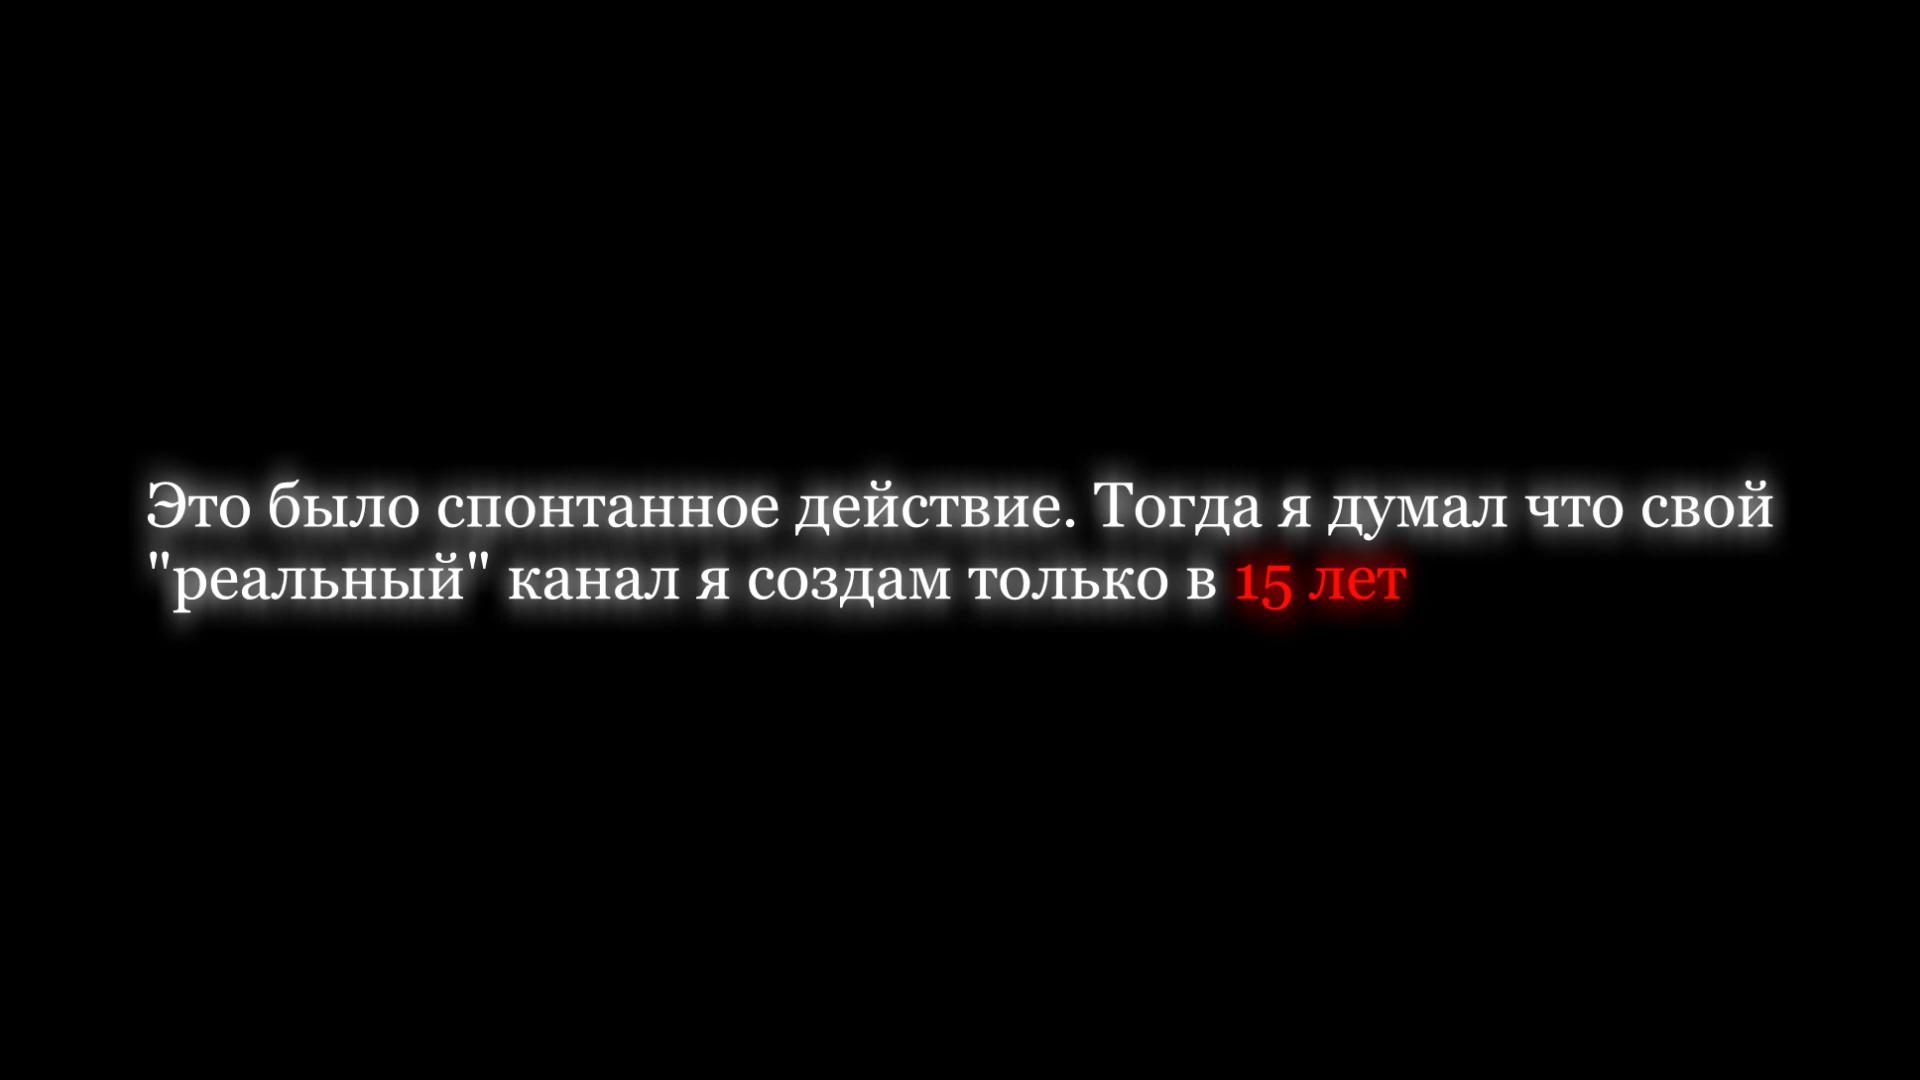 Это было спонтанное действие. Тогда я думал что свой
"реальный" канал я создам только в 15 лет